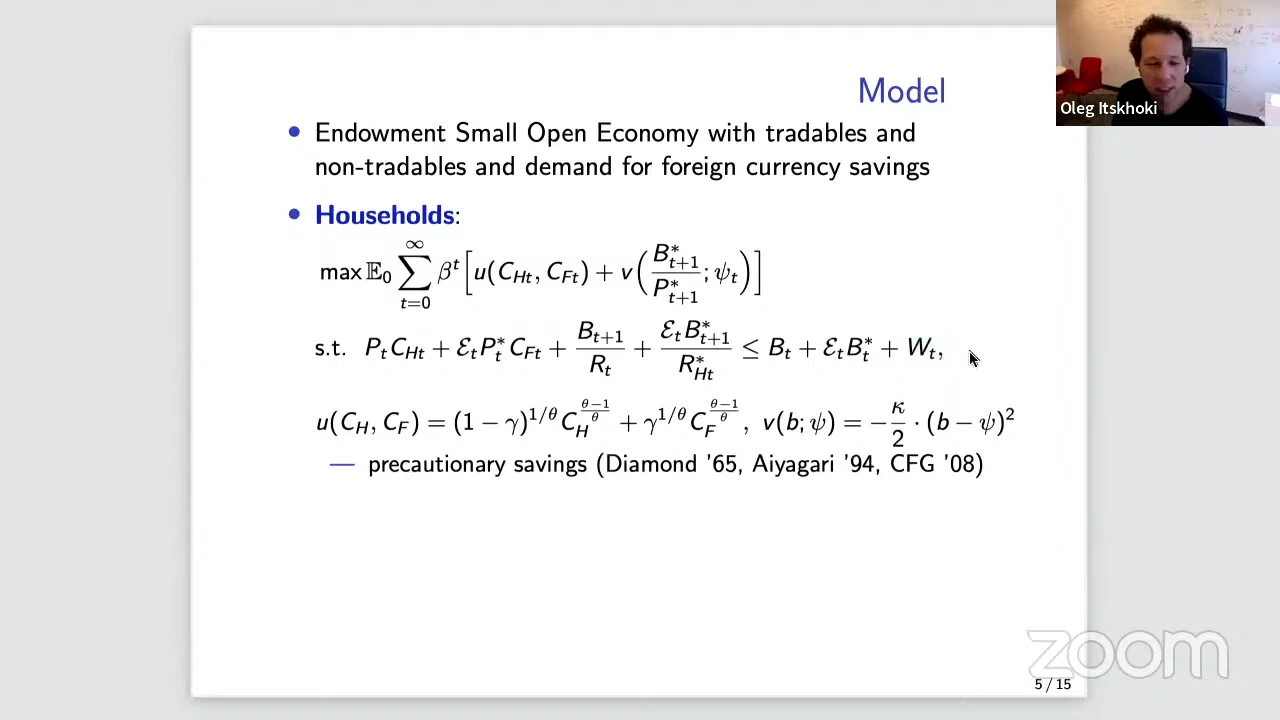 Model
Oleg Itskhoki
• Endowment Small Open Economy with tradables and
non-tradables and demand for foreign currency savings
• Households:
max 𝔼₀ ∑_{t=0}^{∞} β^t [ u(C_{Ht}, C_{Ft}) + v( B*_{t+1} / P*_{t+1} ; ψ_t ) ]
s.t. P_t C_{Ht} + ℰ_t P*_t C_{Ft} + B_{t+1} / R_t + ℰ_t B*_{t+1} / R*_{Ht} ≤ B_t + ℰ_t B*_t + W_t,
u(C_H, C_F) = (1 − γ)^{1/θ} C_H^{(θ−1)/θ} + γ^{1/θ} C_F^{(θ−1)/θ}, v(b; ψ) = −κ/2 · (b − ψ)²
— precautionary savings (Diamond '65, Aiyagari '94, CFG '08)
zoom
5 / 15